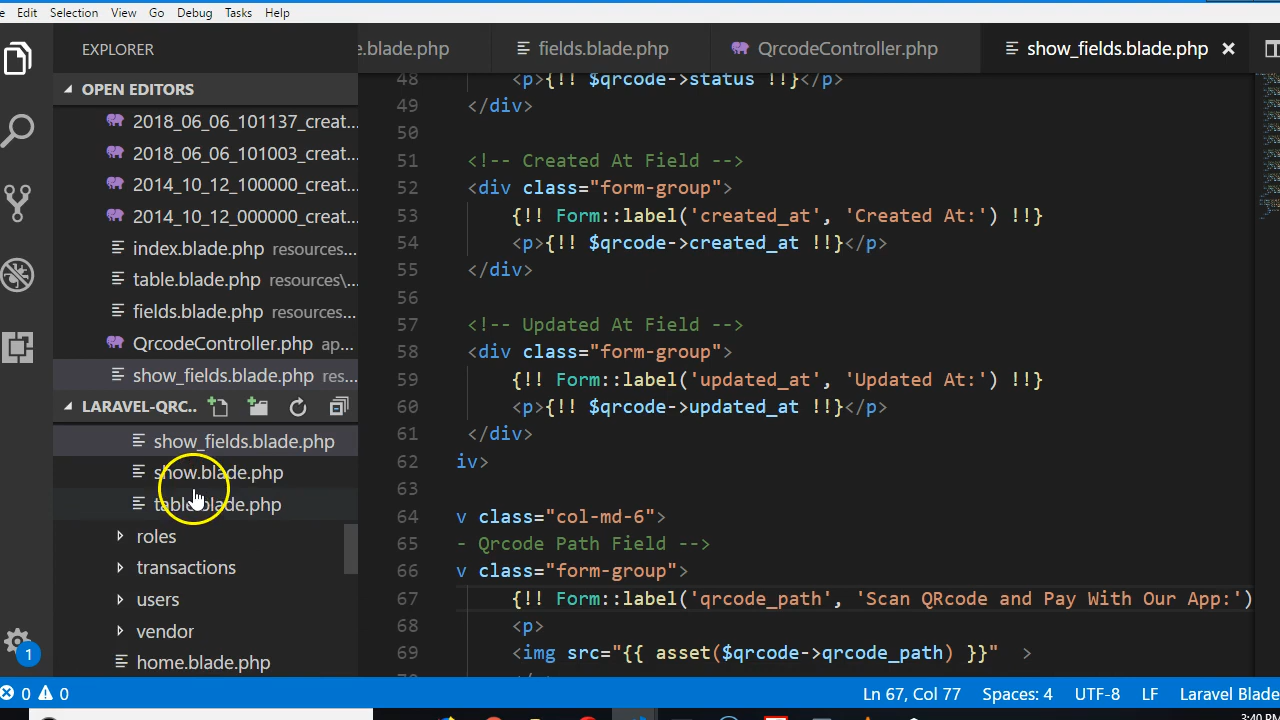 Edit Selection View Go Debug Tasks Help
EXPLORER
e.blade.php fields.blade.php QrcodeController.php show_fields.blade.php
OPEN EDITORS
2018_06_06_101137_creat...
2018_06_06_101003_creat...
2014_10_12_100000_creat...
2014_10_12_000000_creat...
index.blade.php resources...
table.blade.php resources\...
fields.blade.php resources...
QrcodeController.php ap...
show_fields.blade.php res...
LARAVEL-QRC..
show_fields.blade.php
show.blade.php
table.blade.php
roles
transactions
users
vendor
home.blade.php
48 <p>{!! $qrcode->status !!}</p>
49 </div>
50
51 <!-- Created At Field -->
52 <div class="form-group">
53 {!! Form::label('created_at', 'Created At:') !!}
54 <p>{!! $qrcode->created_at !!}</p>
55 </div>
56
57 <!-- Updated At Field -->
58 <div class="form-group">
59 {!! Form::label('updated_at', 'Updated At:') !!}
60 <p>{!! $qrcode->updated_at !!}</p>
61 </div>
62 iv>
63
64 v class="col-md-6">
65 - Qrcode Path Field -->
66 v class="form-group">
67 {!! Form::label('qrcode_path', 'Scan QRcode and Pay With Our App:')
68 <p>
69 <img src="{{ asset($qrcode->qrcode_path) }}" >
1
0 0 Ln 67, Col 77 Spaces: 4 UTF-8 LF Laravel Blade
3:40 PM